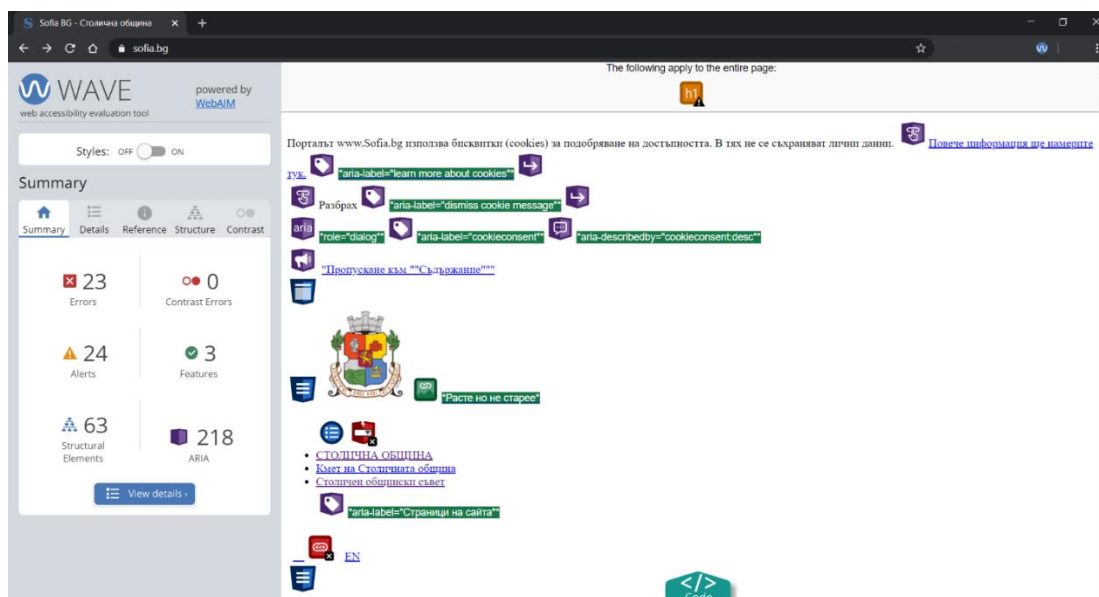 Sofia BG - Столична община
sofia.bg
WAVE
web accessibility evaluation tool
powered by
WebAIM
Styles: OFF ON
Summary
Summary Details Reference Structure Contrast
23
Errors
0
Contrast Errors
24
Alerts
3
Features
63
Structural
Elements
218
ARIA
View details ›
The following apply to the entire page:
h1
Порталът www.Sofia.bg използва бисквитки (cookies) за подобряване на достъпността. В тях не се съхраняват лични данни. Повече информация ще намерите
тук. *aria-label="learn more about cookies"*
Разбрах *aria-label="dismiss cookie message"*
aria *role="dialog"* *aria-label="cookieconsent"* *aria-describedby="cookieconsent:desc"*
"Пропускане към ""Съдържание"""
*Расте но не старее*
СТОЛИЧНА ОБЩИНА
Кмет на Столичната община
Столичен общински съвет
*aria-label="Страници на сайта"*
EN
</>
Code